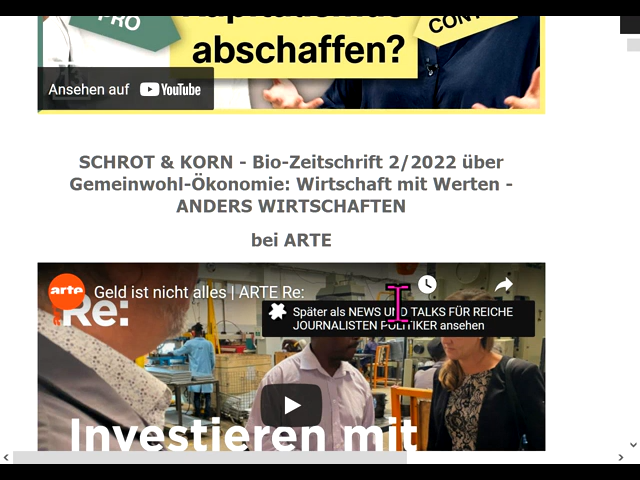 PRO
CONT
abschaffen?
Ansehen auf YouTube
SCHROT & KORN - Bio-Zeitschrift 2/2022 über
Gemeinwohl-Ökonomie: Wirtschaft mit Werten -
ANDERS WIRTSCHAFTEN
bei ARTE
arte
Geld ist nicht alles | ARTE Re:
Re:
Später als NEWS UND TALKS FÜR REICHE
JOURNALISTEN POLITIKER ansehen
Investieren mit